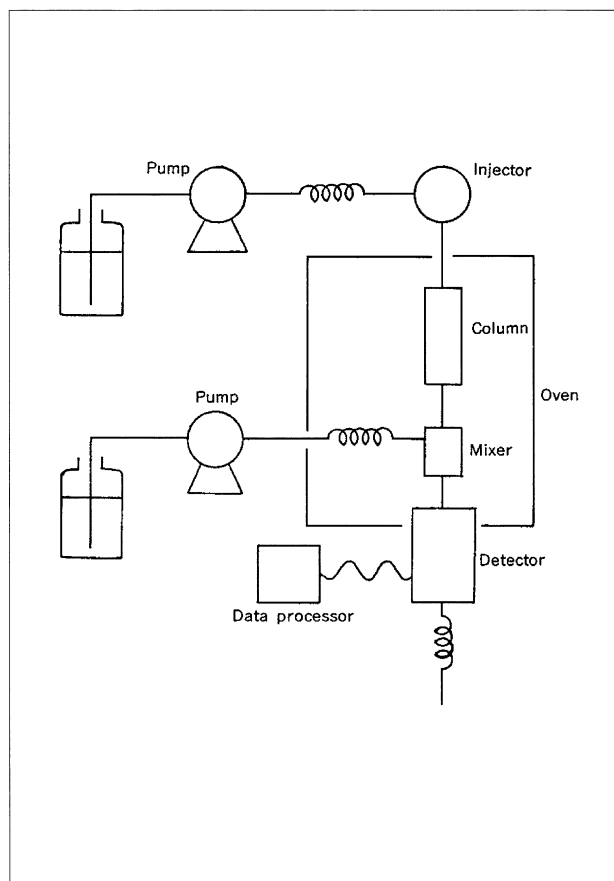 Pump
Injector
Column
Oven
Pump
Mixer
Detector
Data processor